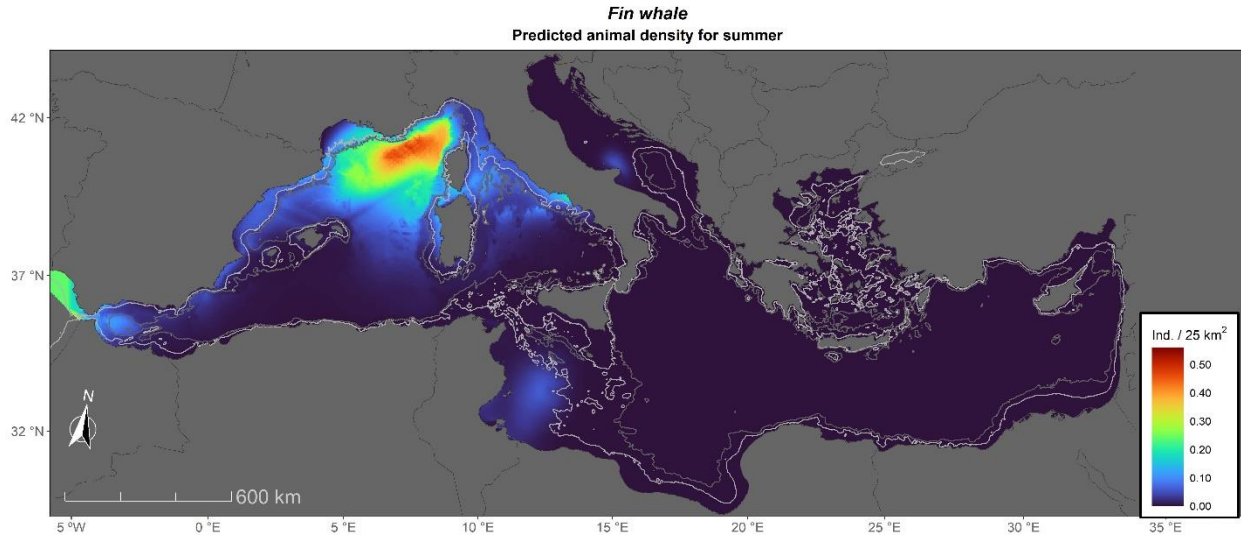 Fin whale
Predicted animal density for summer
42 °N
37 °N
32 °N
N
600 km
Ind. / 25 km²
0.50
0.40
0.30
0.20
0.10
0.00
5 °W
0 °E
5 °E
10 °E
15 °E
20 °E
25 °E
30 °E
35 °E